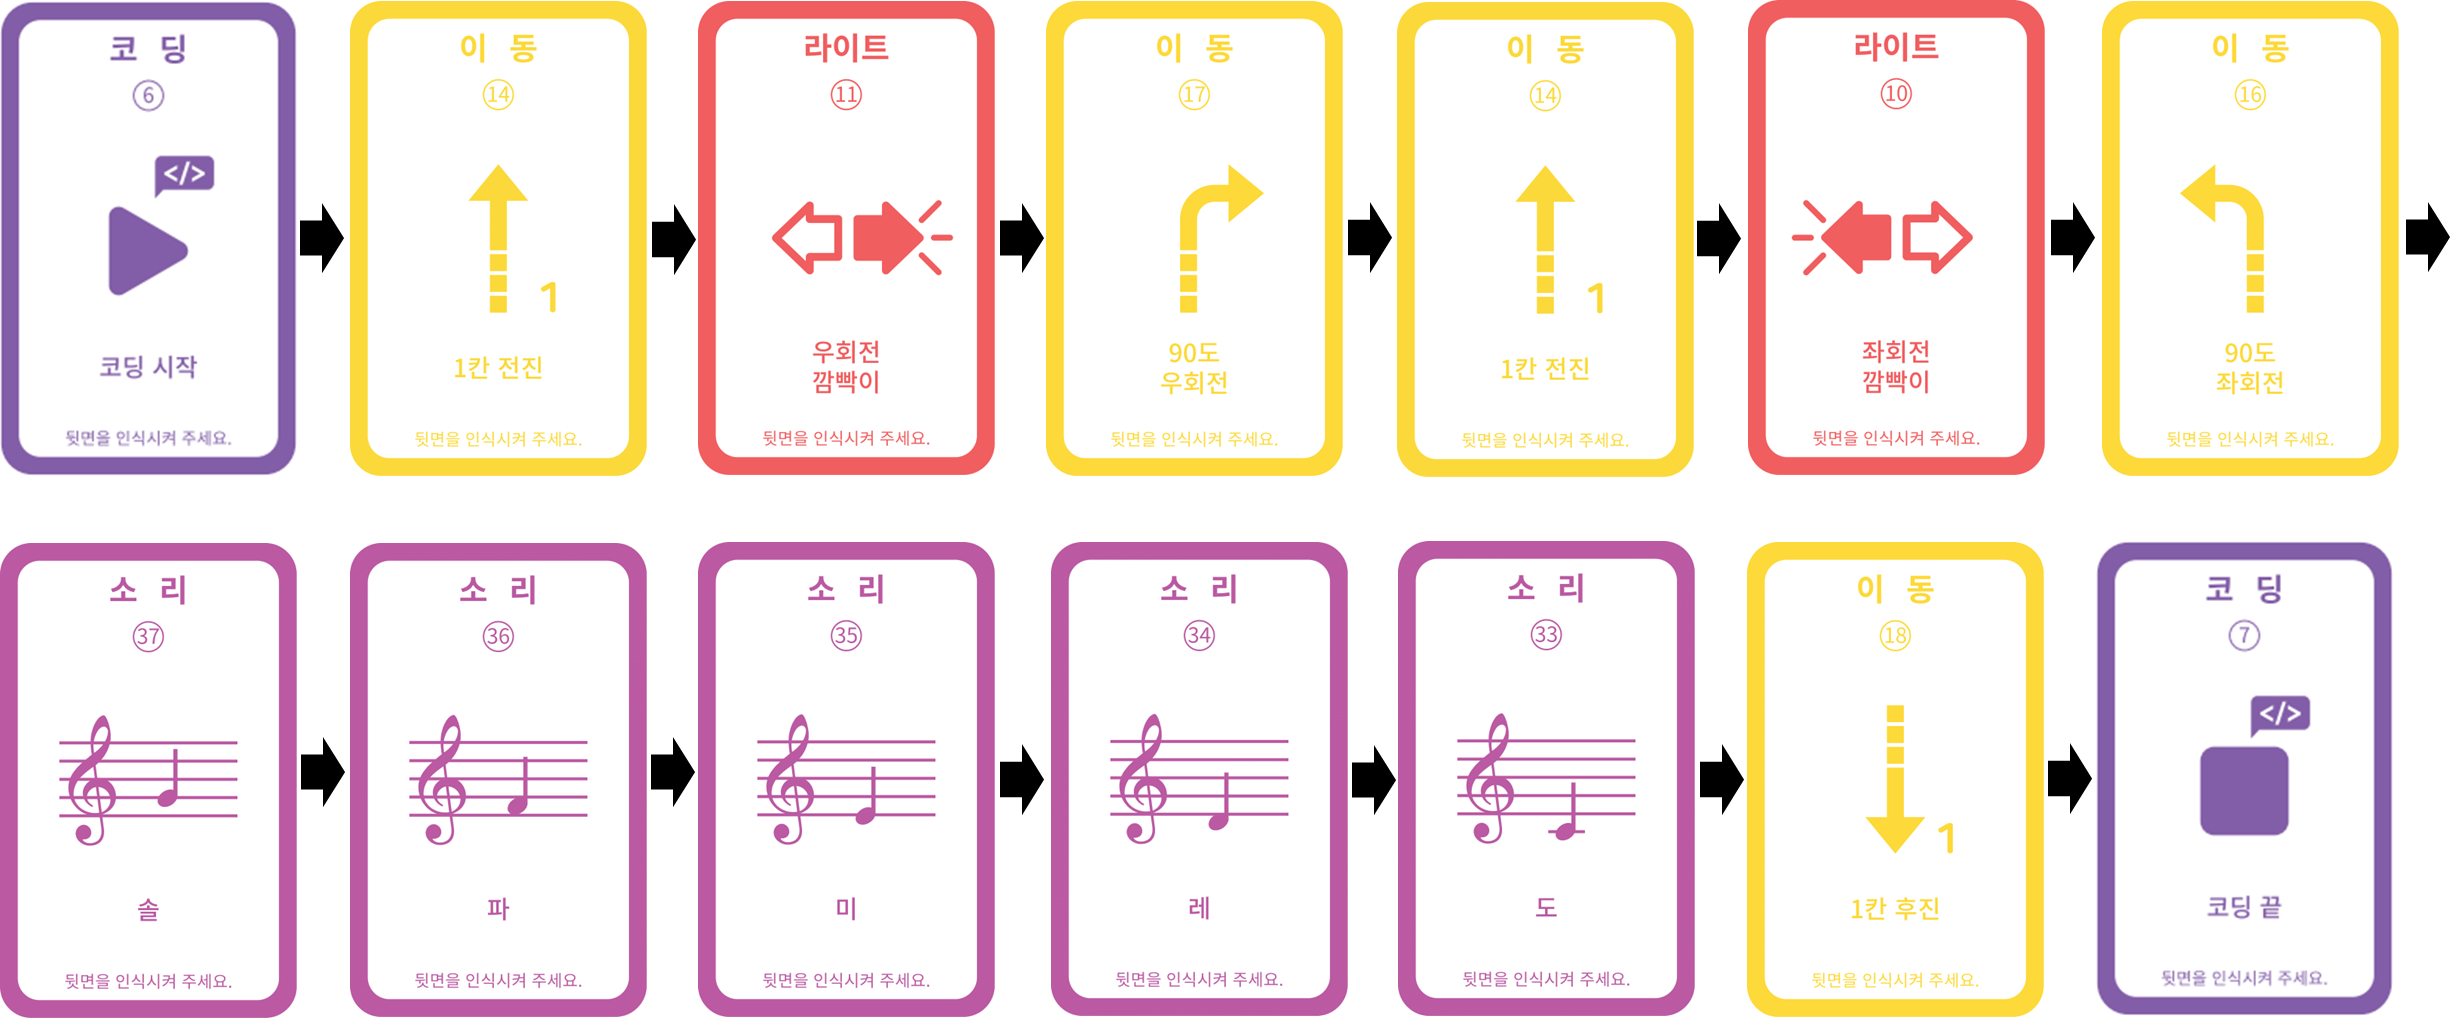 코 딩
6
</>
코딩 시작
뒷면을 인식시켜 주세요.
이 동
14
1
1칸 전진
뒷면을 인식시켜 주세요.
라이트
11
우회전
깜빡이
뒷면을 인식시켜 주세요.
이 동
17
90도
우회전
뒷면을 인식시켜 주세요.
이 동
14
1
1칸 전진
뒷면을 인식시켜 주세요.
라이트
10
좌회전
깜빡이
뒷면을 인식시켜 주세요.
이 동
16
90도
좌회전
뒷면을 인식시켜 주세요.
소 리
37
솔
뒷면을 인식시켜 주세요.
소 리
36
파
뒷면을 인식시켜 주세요.
소 리
35
미
뒷면을 인식시켜 주세요.
소 리
34
레
뒷면을 인식시켜 주세요.
소 리
33
도
뒷면을 인식시켜 주세요.
이 동
18
1
1칸 후진
뒷면을 인식시켜 주세요.
코 딩
7
</>
코딩 끝
뒷면을 인식시켜 주세요.